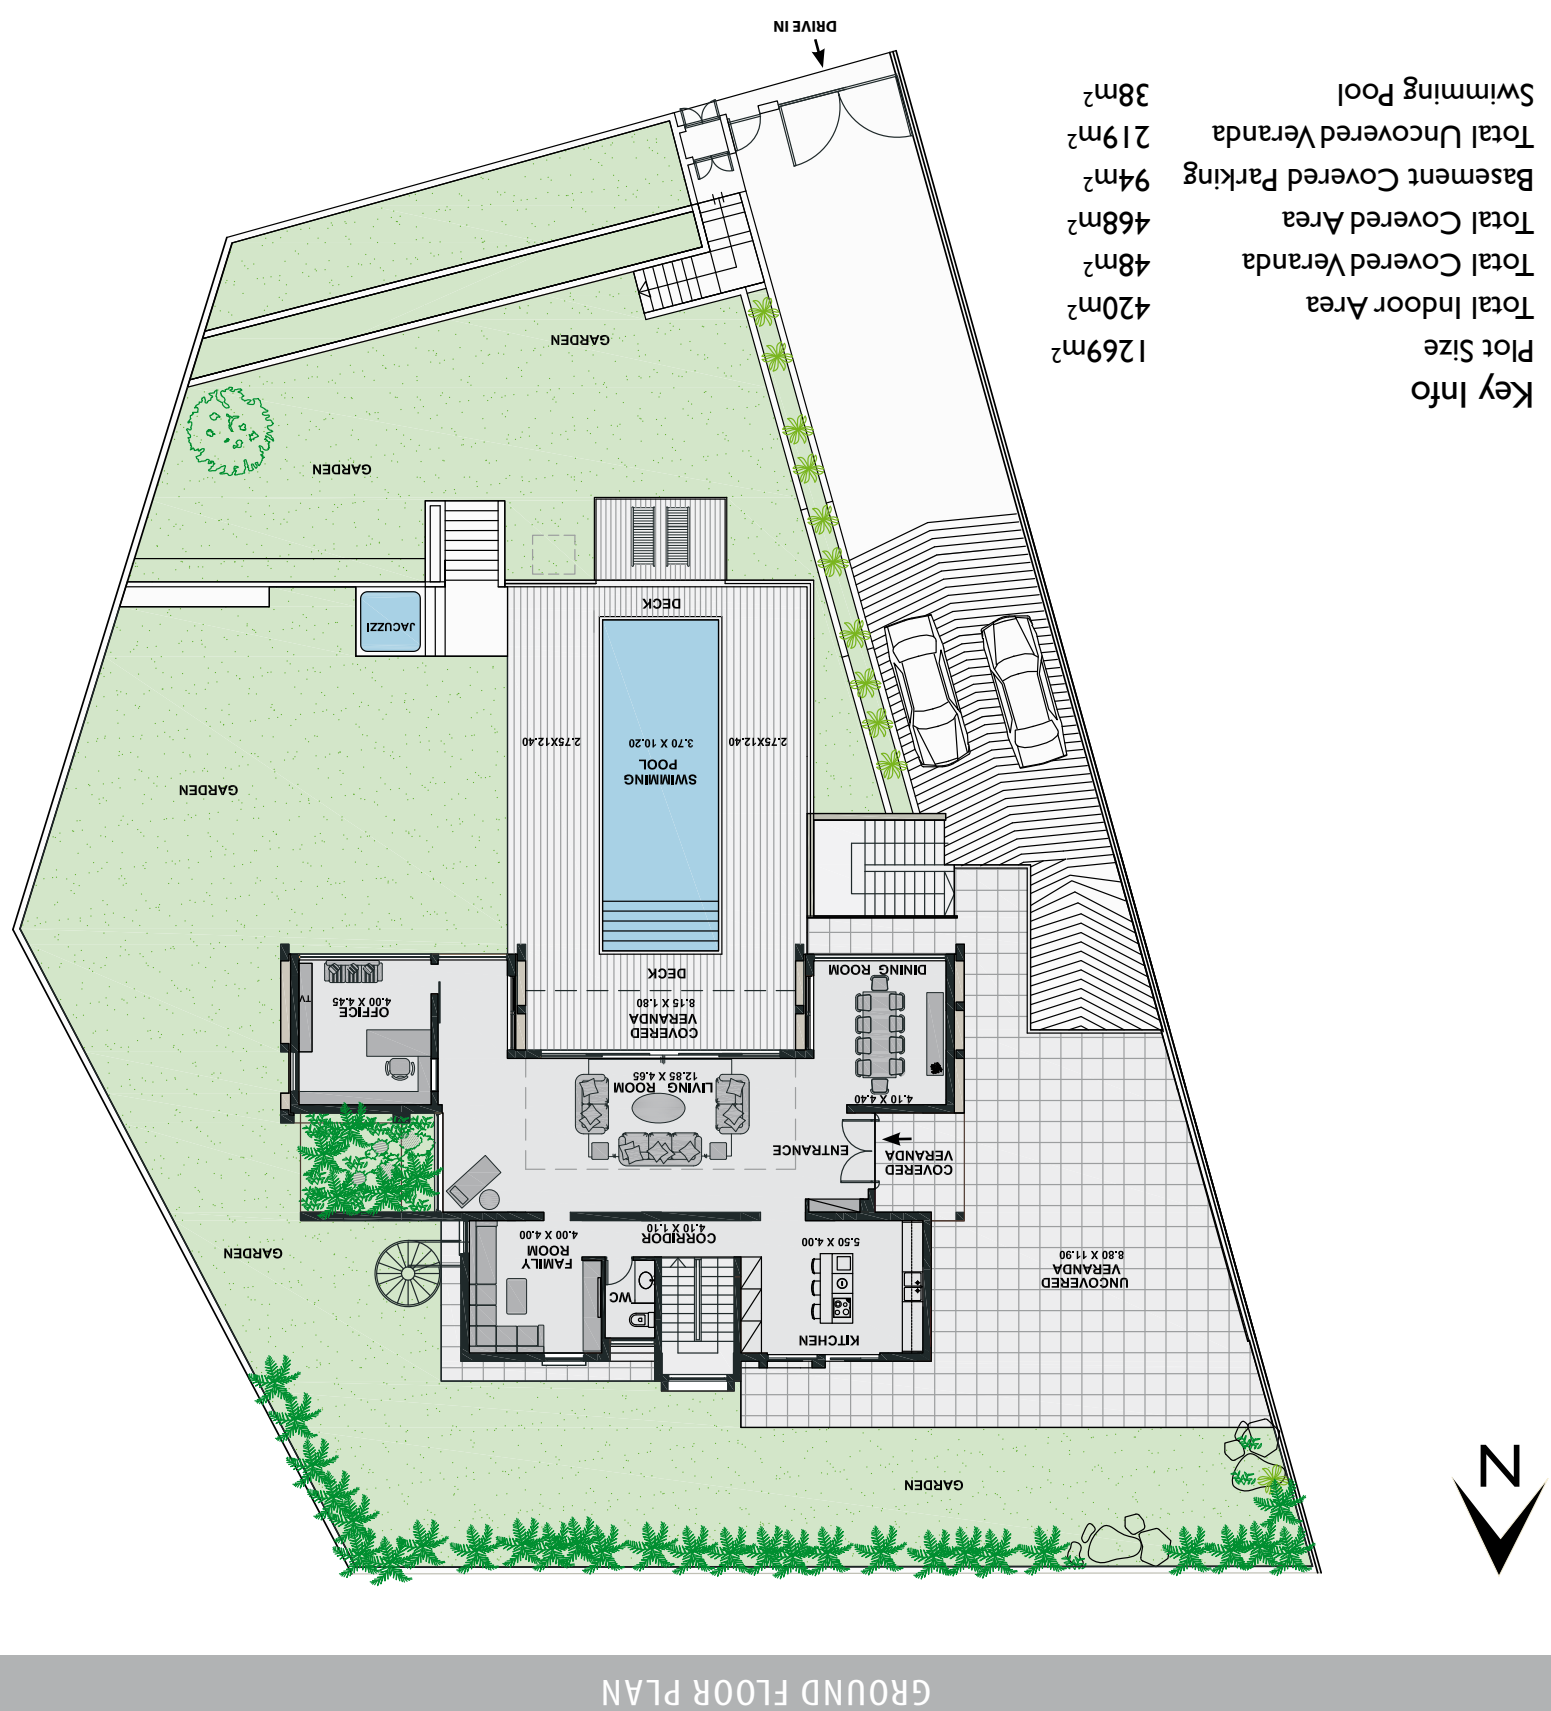 GROUND FLOOR PLAN
N
GARDEN
KITCHEN
5.50 X 4.00
WC
UNCOVERED
VERANDA
8.80 X 11.90
FAMILY
ROOM
4.00 X 4.00
GARDEN
CORRIDOR
4.10 X 1.10
COVERED
VERANDA
ENTRANCE
4.10 X 4.40
DINING ROOM
LIVING ROOM
12.85 X 4.65
COVERED
VERANDA
8.15 X 1.80
DECK
OFFICE
4.00 X 4.45
TV
GARDEN
SWIMMING
POOL
3.70 X 10.20
2.75X12.40
2.75X12.40
JACUZZI
DECK
GARDEN
GARDEN
Key Info
Plot Size 1269m²
Total Indoor Area 420m²
Total Covered Veranda 48m²
Total Covered Area 468m²
Basement Covered Parking 94m²
Total Uncovered Veranda 219m²
Swimming Pool 38m²
DRIVE IN